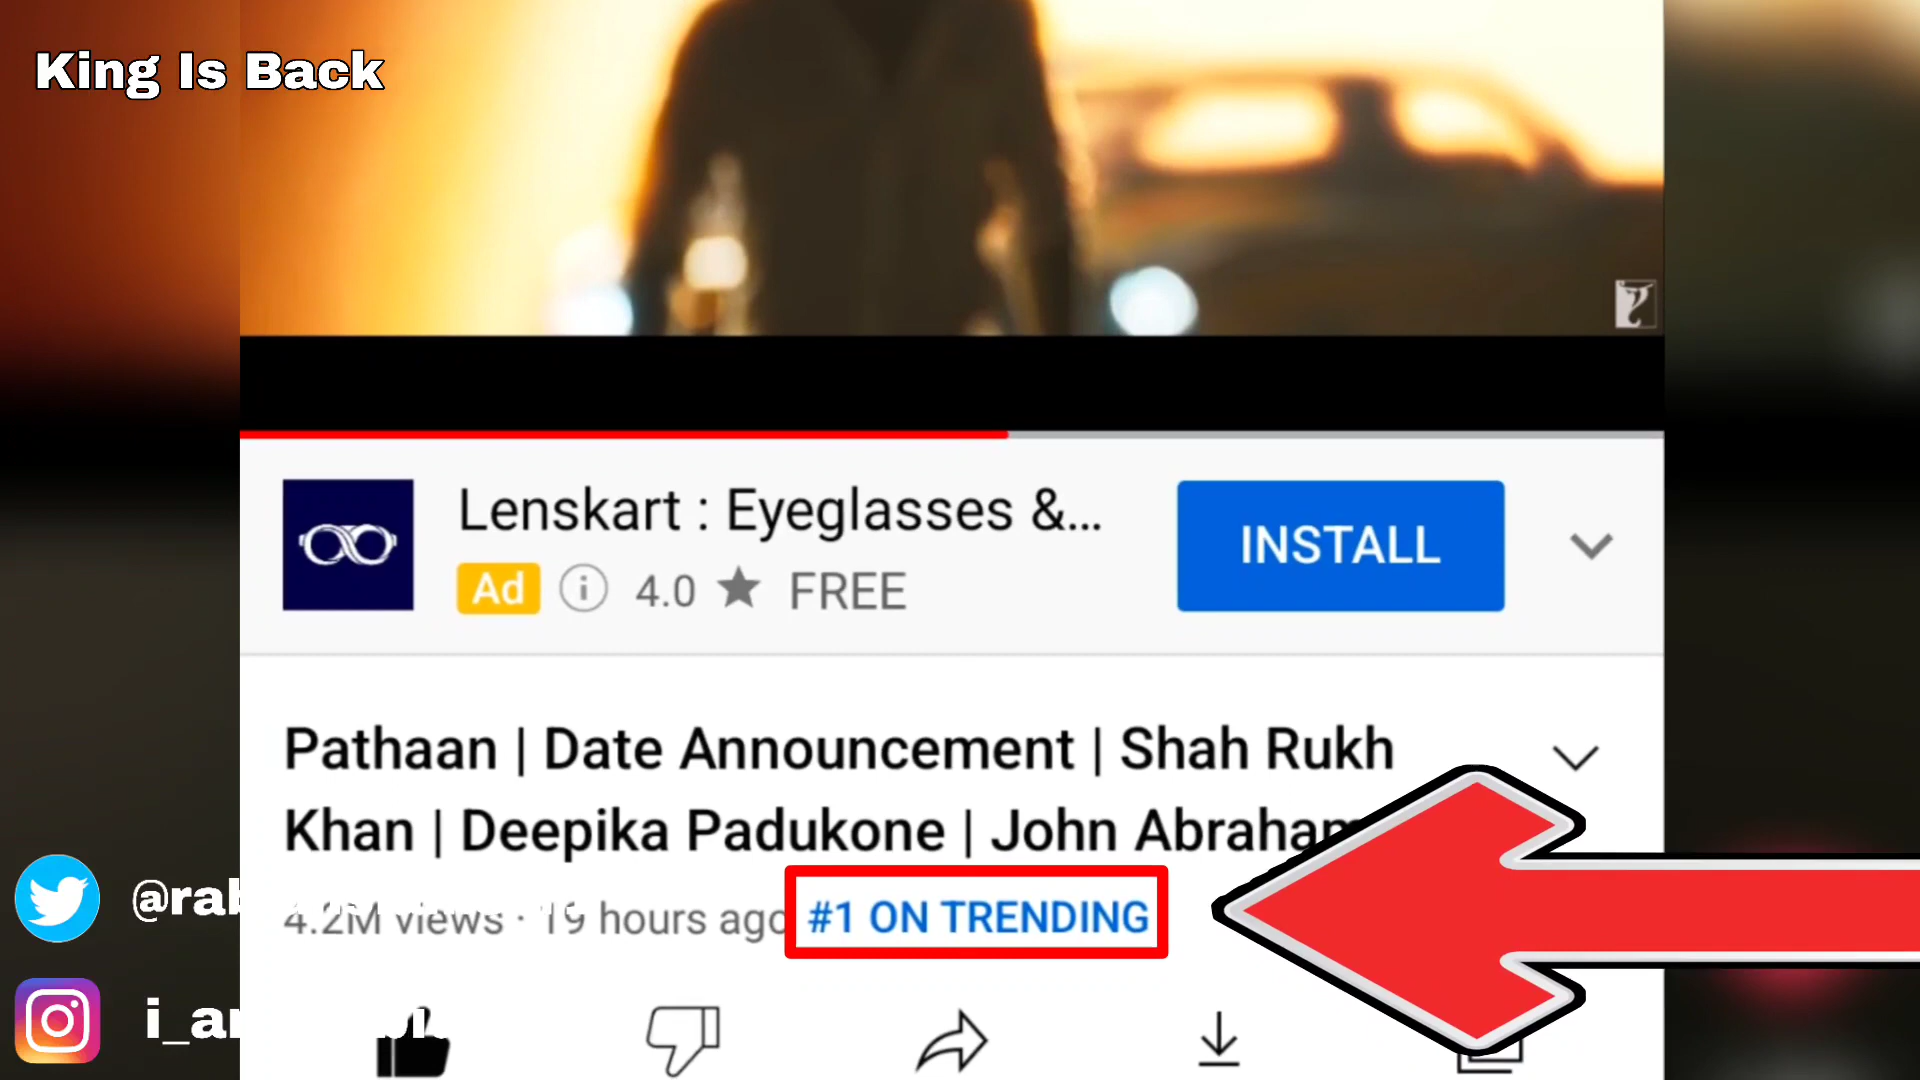 King Is Back
Lenskart : Eyeglasses &...
Ad i 4.0 ★ FREE
INSTALL
Pathaan | Date Announcement | Shah Rukh
Khan | Deepika Padukone | John Abraham
4.2M views · 19 hours ago #1 ON TRENDING